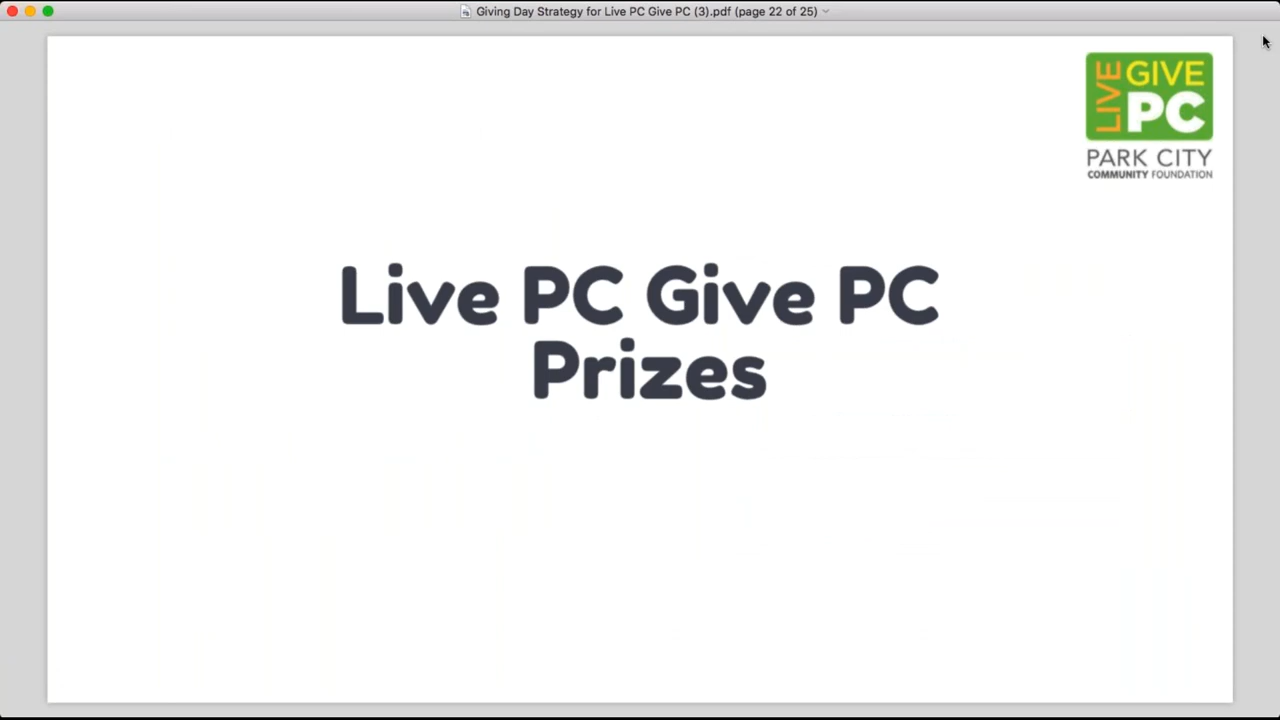 Giving Day Strategy for Live PC Give PC (3).pdf (page 22 of 25)
LIVE GIVE
PC
PARK CITY
COMMUNITY FOUNDATION
Live PC Give PC
Prizes